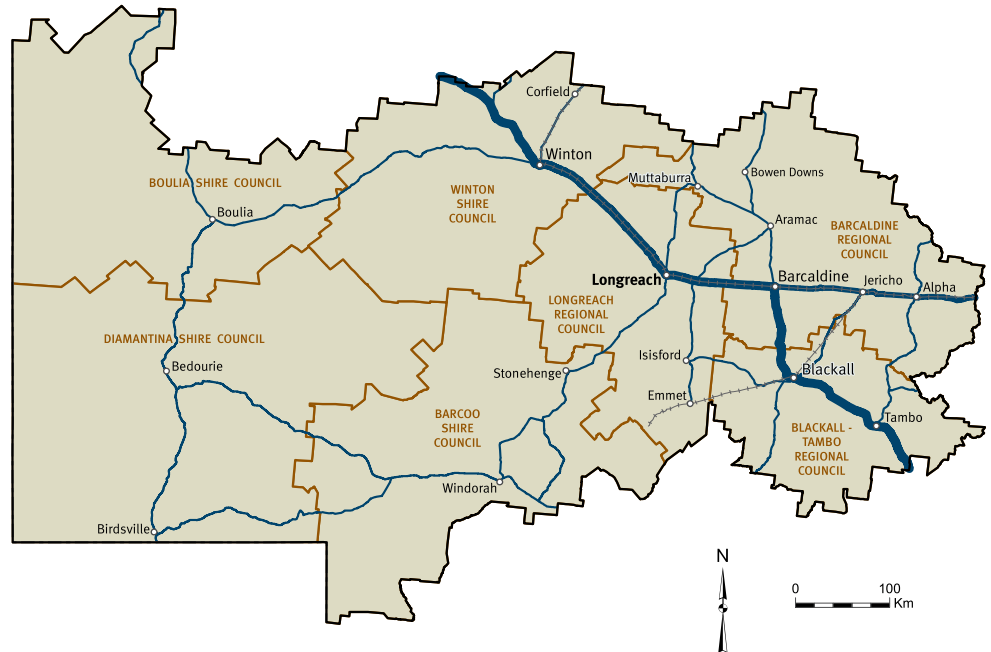 Corfield
Winton
BOULIA SHIRE COUNCIL
WINTON
SHIRE
COUNCIL
Muttaburra
Bowen Downs
Boulia
Aramac
BARCALDINE
REGIONAL
COUNCIL
Longreach
Barcaldine
Jericho
Alpha
LONGREACH
REGIONAL
COUNCIL
DIAMANTINA SHIRE COUNCIL
Bedourie
Stonehenge
Isisford
Blackall
Emmet
BARCOO
SHIRE
COUNCIL
Tambo
BLACKALL -
TAMBO
REGIONAL
COUNCIL
Windorah
Birdsville
N
0 100
Km